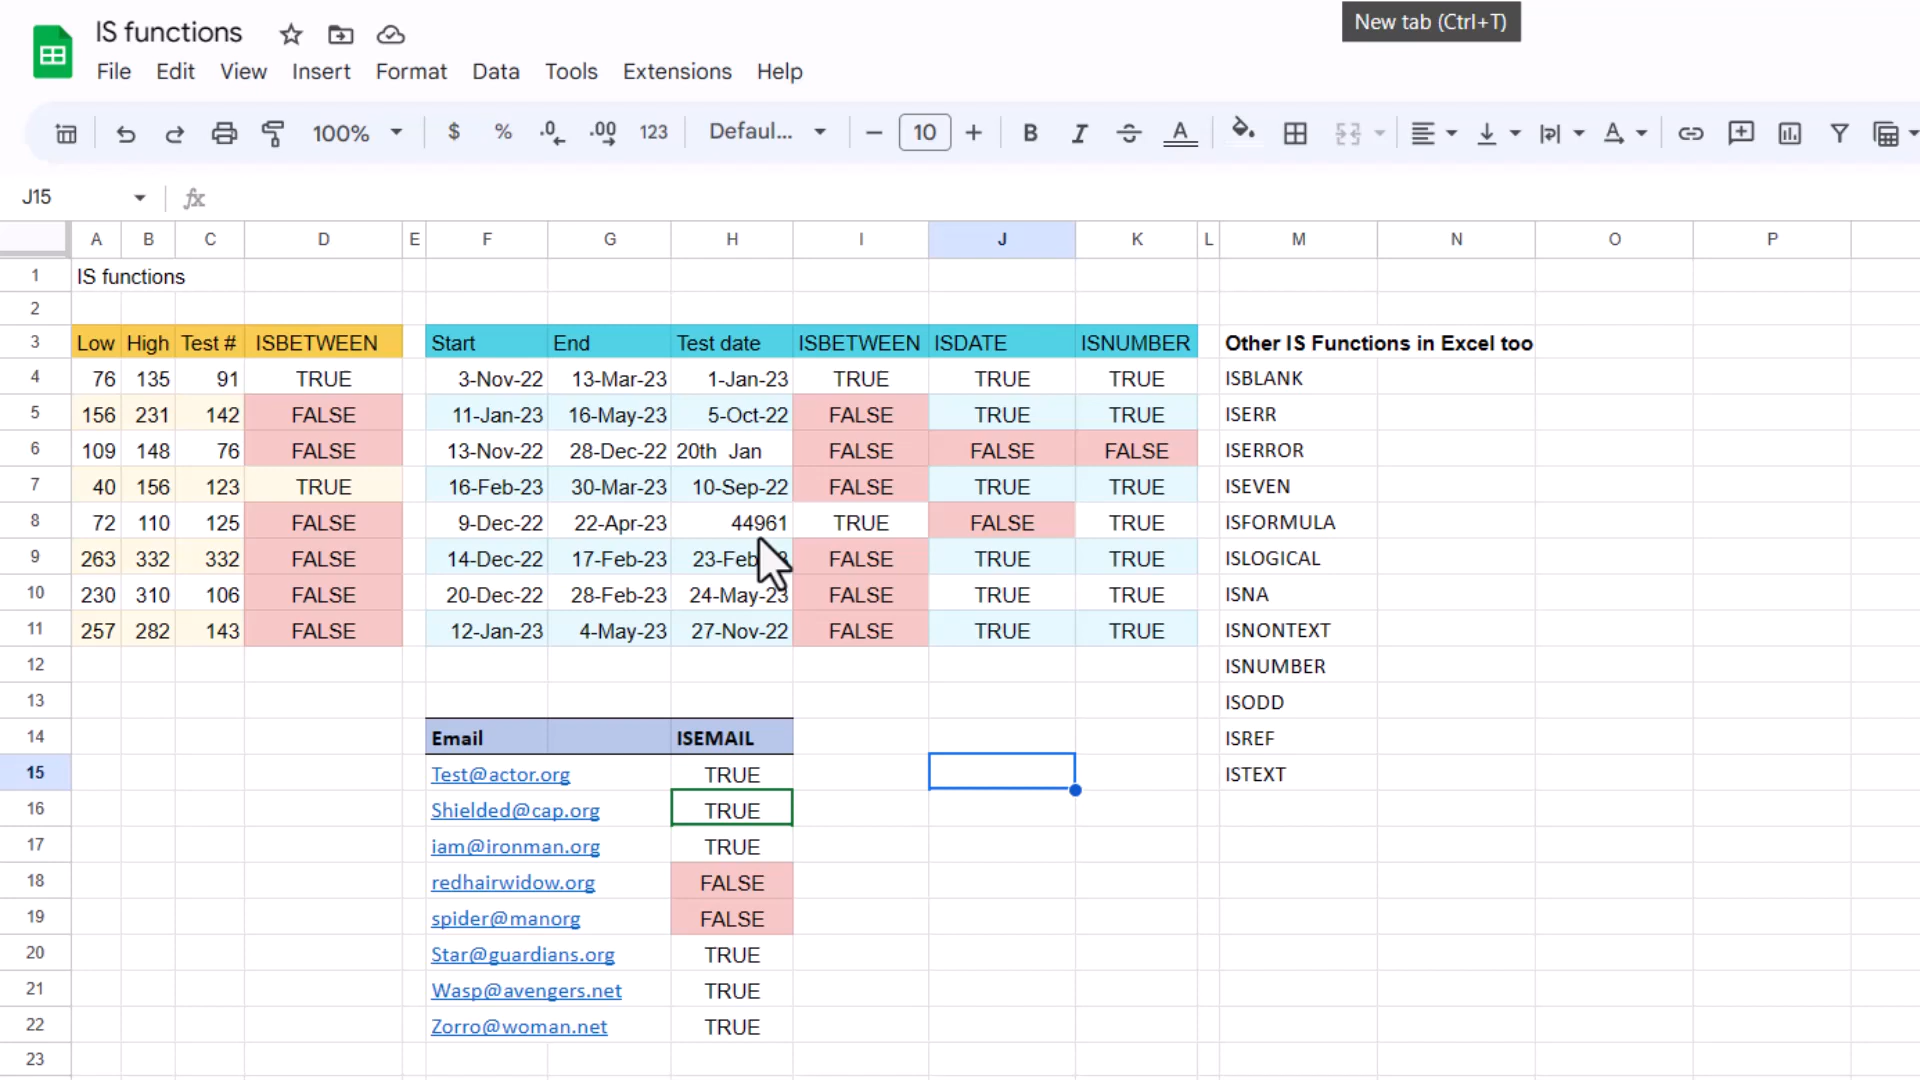 IS functions
New tab (Ctrl+T)
File Edit View Insert Format Data Tools Extensions Help
100% $ % .0 .00 123 Defaul... − 10 + B I A
J15 fx
A B C D E F G H I J K L M N O P
1 IS functions
2
3 Low High Test # ISBETWEEN Start End Test date ISBETWEEN ISDATE ISNUMBER Other IS Functions in Excel too
4 76 135 91 TRUE 3-Nov-22 13-Mar-23 1-Jan-23 TRUE TRUE TRUE ISBLANK
5 156 231 142 FALSE 11-Jan-23 16-May-23 5-Oct-22 FALSE TRUE TRUE ISERR
6 109 148 76 FALSE 13-Nov-22 28-Dec-22 20th Jan FALSE FALSE FALSE ISERROR
7 40 156 123 TRUE 16-Feb-23 30-Mar-23 10-Sep-22 FALSE TRUE TRUE ISEVEN
8 72 110 125 FALSE 9-Dec-22 22-Apr-23 44961 TRUE FALSE TRUE ISFORMULA
9 263 332 332 FALSE 14-Dec-22 17-Feb-23 23-Feb FALSE TRUE TRUE ISLOGICAL
10 230 310 106 FALSE 20-Dec-22 28-Feb-23 24-May-23 FALSE TRUE TRUE ISNA
11 257 282 143 FALSE 12-Jan-23 4-May-23 27-Nov-22 FALSE TRUE TRUE ISNONTEXT
12 ISNUMBER
13 ISODD
14 Email ISEMAIL ISREF
15 Test@actor.org TRUE ISTEXT
16 Shielded@cap.org TRUE
17 iam@ironman.org TRUE
18 redhairwidow.org FALSE
19 spider@manorg FALSE
20 Star@guardians.org TRUE
21 Wasp@avengers.net TRUE
22 Zorro@woman.net TRUE
23